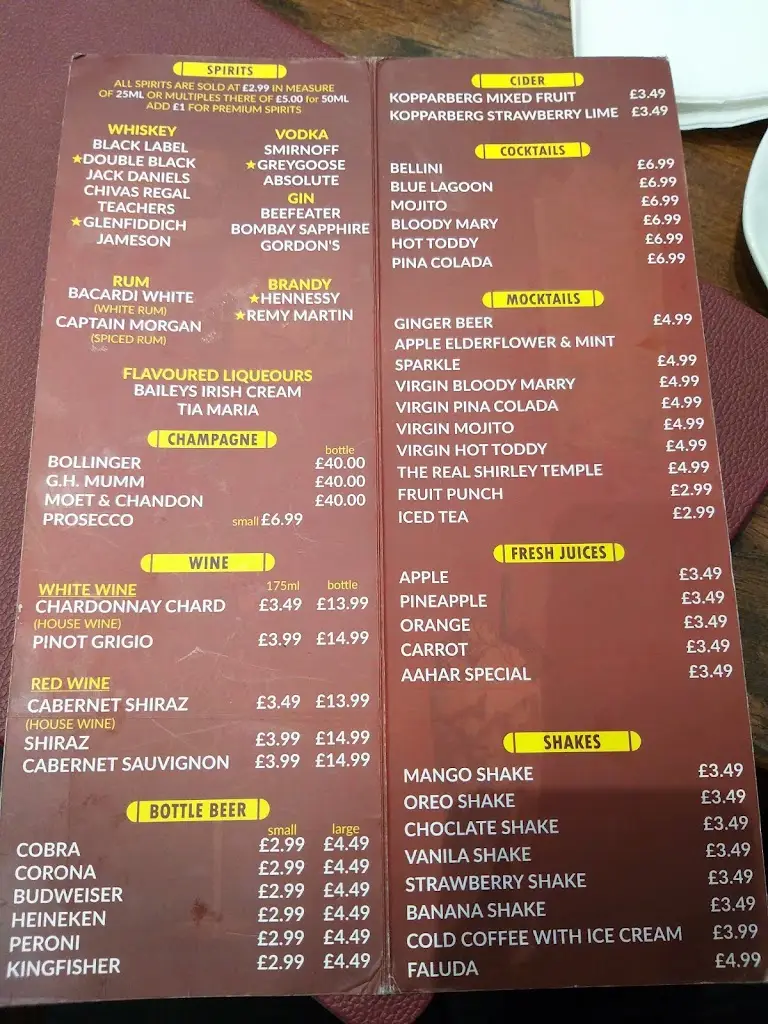 SPIRITS
ALL SPIRITS ARE SOLD AT £2.99 IN MEASURE
OF 25ML OR MULTIPLES THERE OF £5.00 for 50ML
ADD £1 FOR PREMIUM SPIRITS
WHISKEY
BLACK LABEL
★DOUBLE BLACK
JACK DANIELS
CHIVAS REGAL
TEACHERS
★GLENFIDDICH
JAMESON
VODKA
SMIRNOFF
★GREYGOOSE
ABSOLUTE
GIN
BEEFEATER
BOMBAY SAPPHIRE
GORDON'S
RUM
BACARDI WHITE
(WHITE RUM)
CAPTAIN MORGAN
(SPICED RUM)
BRANDY
★HENNESSY
★REMY MARTIN
FLAVOURED LIQUEOURS
BAILEYS IRISH CREAM
TIA MARIA
CHAMPAGNE
bottle
BOLLINGER £40.00
G.H. MUMM £40.00
MOET & CHANDON £40.00
PROSECCO small £6.99
WINE
WHITE WINE 175ml bottle
CHARDONNAY CHARD £3.49 £13.99
(HOUSE WINE)
PINOT GRIGIO £3.99 £14.99
RED WINE
CABERNET SHIRAZ £3.49 £13.99
(HOUSE WINE)
SHIRAZ £3.99 £14.99
CABERNET SAUVIGNON £3.99 £14.99
BOTTLE BEER
small large
COBRA £2.99 £4.49
CORONA £2.99 £4.49
BUDWEISER £2.99 £4.49
HEINEKEN £2.99 £4.49
PERONI £2.99 £4.49
KINGFISHER £2.99 £4.49
CIDER
KOPPARBERG MIXED FRUIT £3.49
KOPPARBERG STRAWBERRY LIME £3.49
COCKTAILS
BELLINI £6.99
BLUE LAGOON £6.99
MOJITO £6.99
BLOODY MARY £6.99
HOT TODDY £6.99
PINA COLADA £6.99
MOCKTAILS
GINGER BEER £4.99
APPLE ELDERFLOWER & MINT
SPARKLE £4.99
VIRGIN BLOODY MARRY £4.99
VIRGIN PINA COLADA £4.99
VIRGIN MOJITO £4.99
VIRGIN HOT TODDY £4.99
THE REAL SHIRLEY TEMPLE £4.99
FRUIT PUNCH £2.99
ICED TEA £2.99
FRESH JUICES
APPLE £3.49
PINEAPPLE £3.49
ORANGE £3.49
CARROT £3.49
AAHAR SPECIAL £3.49
SHAKES
MANGO SHAKE £3.49
OREO SHAKE £3.49
CHOCLATE SHAKE £3.49
VANILA SHAKE £3.49
STRAWBERRY SHAKE £3.49
BANANA SHAKE £3.49
COLD COFFEE WITH ICE CREAM £3.99
FALUDA £4.99